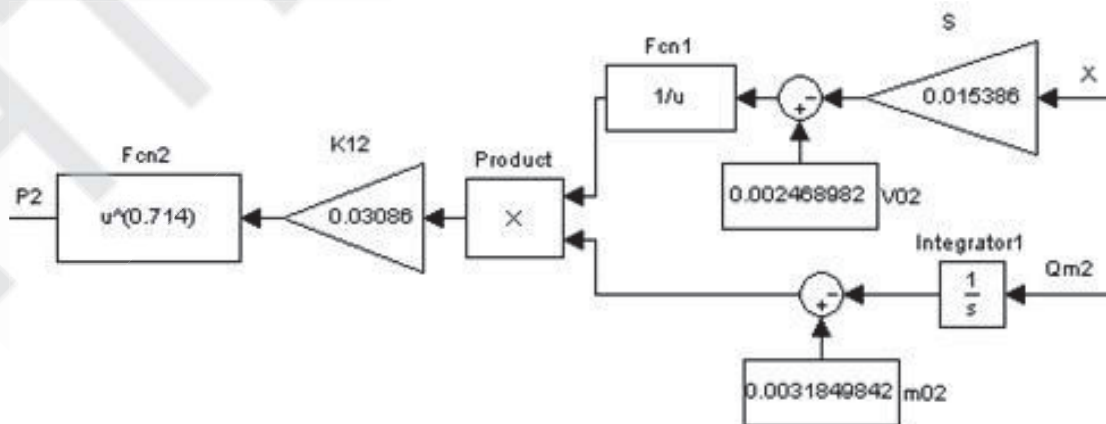 S
Fcn1
X
1/u
-
+
0.015386
K12
Product
Fcn2
P2
u^(0.714)
0.03086
X
0.002468982
V02
Integrator1
Qm2
1
s
-
+
0.0031849842
m02